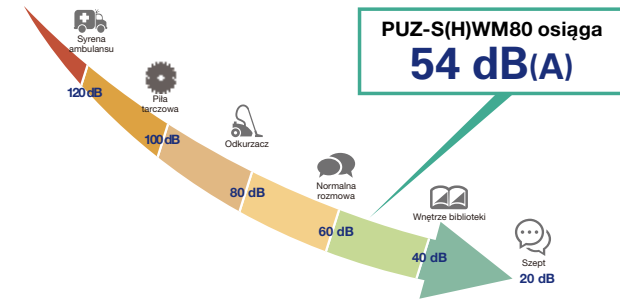 PUZ-S(H)WM80 osiąga
54 dB(A)
Syrena
ambulansu
120 dB
Piła
tarczowa
100 dB
Odkurzacz
80 dB
Normalna
rozmowa
60 dB
Wnętrze biblioteki
40 dB
Szept
20 dB